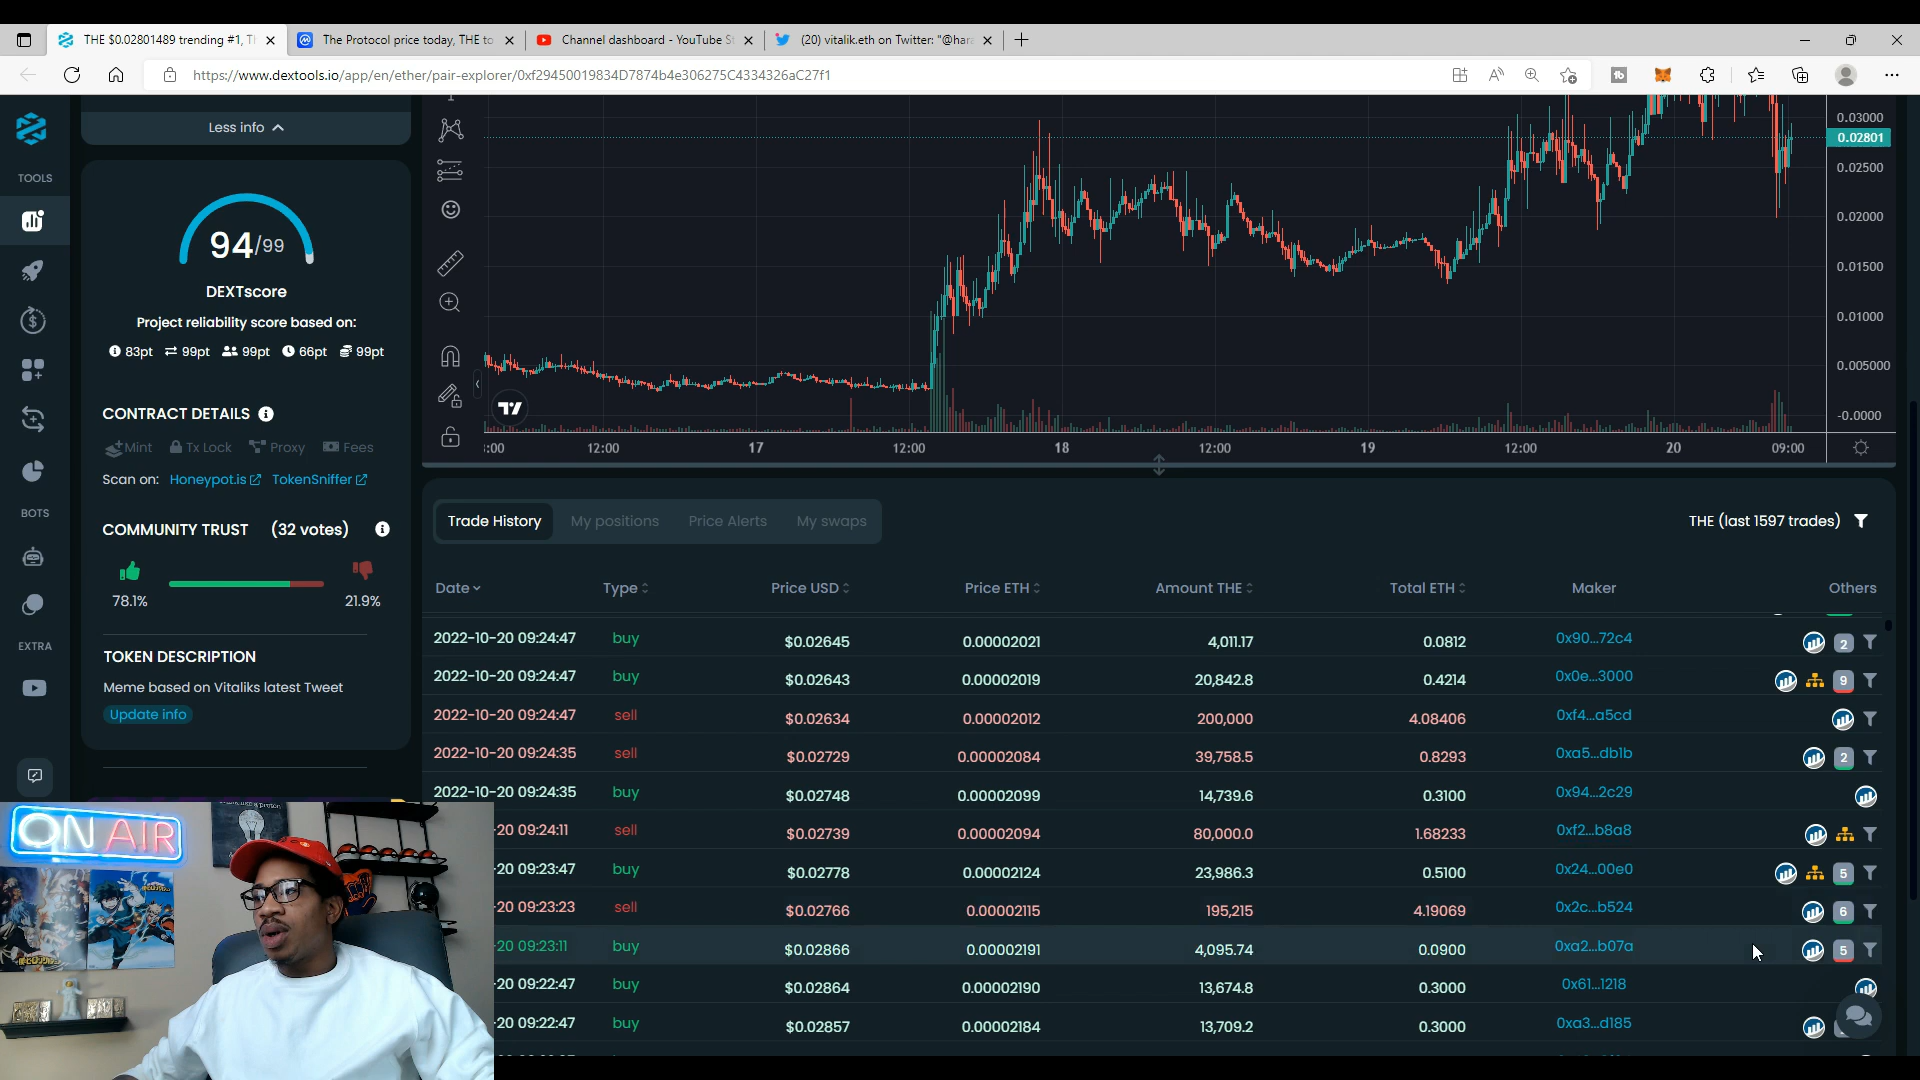 THE $0.02801489 trending #1, T
The Protocol price today, THE to
Channel dashboard - YouTube S
(20) vitalik.eth on Twitter: "@hara
https://www.dextools.io/app/en/ether/pair-explorer/0xf29450019834D7874b4e306275C4334326aC27f1
TOOLS
BOTS
EXTRA
Less info
94/99
DEXTscore
Project reliability score based on:
83pt 99pt 99pt 66pt 99pt
CONTRACT DETAILS
Mint Tx Lock Proxy Fees
Scan on: Honeypot.is TokenSniffer
COMMUNITY TRUST (32 votes)
78.1% 21.9%
TOKEN DESCRIPTION
Meme based on Vitaliks latest Tweet
Update info
0.03000
0.02801
0.02500
0.02000
0.01500
0.01000
0.005000
-0.0000
:00 12:00 17 12:00 18 12:00 19 12:00 20 09:00
Trade History My positions Price Alerts My swaps
THE (last 1597 trades)
Date Type Price USD Price ETH Amount THE Total ETH Maker Others
2022-10-20 09:24:47 buy $0.02645 0.00002021 4,011.17 0.0812 0x90...72c4 2
2022-10-20 09:24:47 buy $0.02643 0.00002019 20,842.8 0.4214 0x0e...3000 9
2022-10-20 09:24:47 sell $0.02634 0.00002012 200,000 4.08406 0xf4...a5cd
2022-10-20 09:24:35 sell $0.02729 0.00002084 39,758.5 0.8293 0xa5...db1b 2
2022-10-20 09:24:35 buy $0.02748 0.00002099 14,739.6 0.3100 0x94...2c29
-20 09:24:11 sell $0.02739 0.00002094 80,000.0 1.68233 0xf2...b8a8
-20 09:23:47 buy $0.02778 0.00002124 23,986.3 0.5100 0x24...00e0 5
-20 09:23:23 sell $0.02766 0.00002115 195,215 4.19069 0x2c...b524 6
-20 09:23:11 buy $0.02866 0.00002191 4,095.74 0.0900 0xa2...b07a 5
-20 09:22:47 buy $0.02864 0.00002190 13,674.8 0.3000 0x61...1218
-20 09:22:47 buy $0.02857 0.00002184 13,709.2 0.3000 0xa3...d185
ON AIR